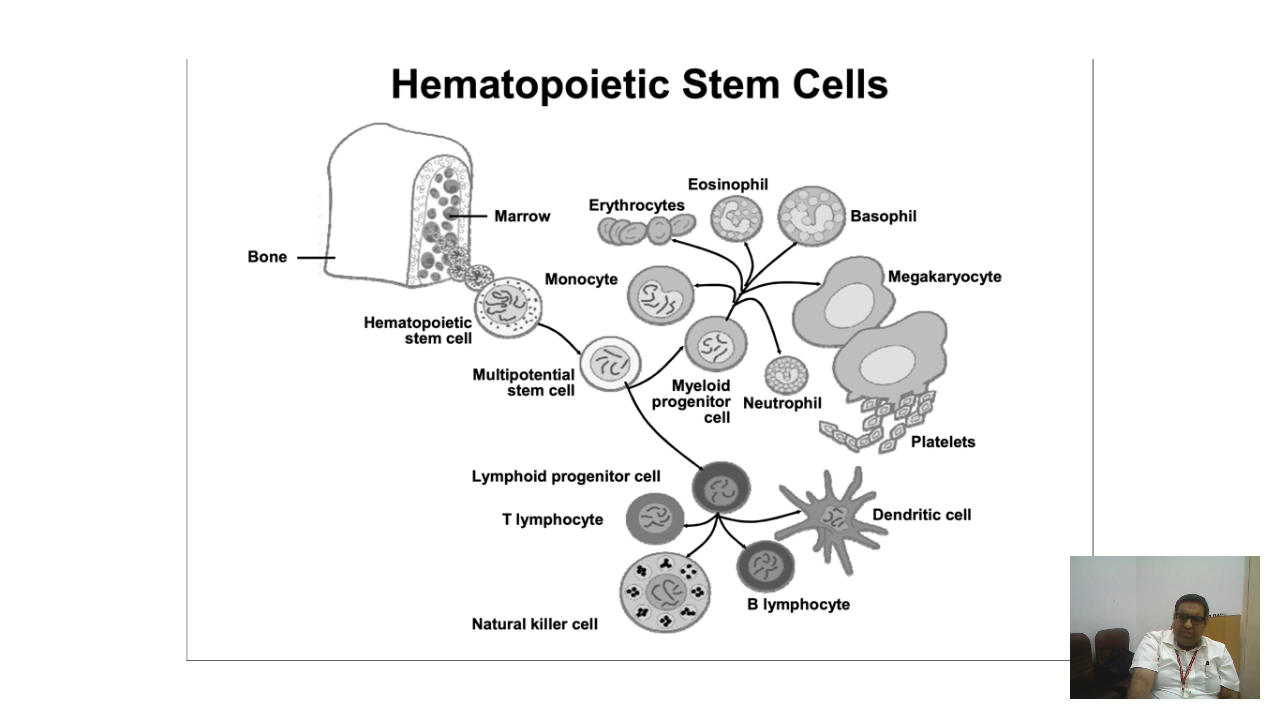 Hematopoietic Stem Cells
Eosinophil
Erythrocytes
Basophil
Marrow
Bone
Monocyte
Megakaryocyte
Hematopoietic
stem cell
Multipotential
stem cell
Myeloid
progenitor
cell
Neutrophil
Platelets
Lymphoid progenitor cell
T lymphocyte
Dendritic cell
B lymphocyte
Natural killer cell